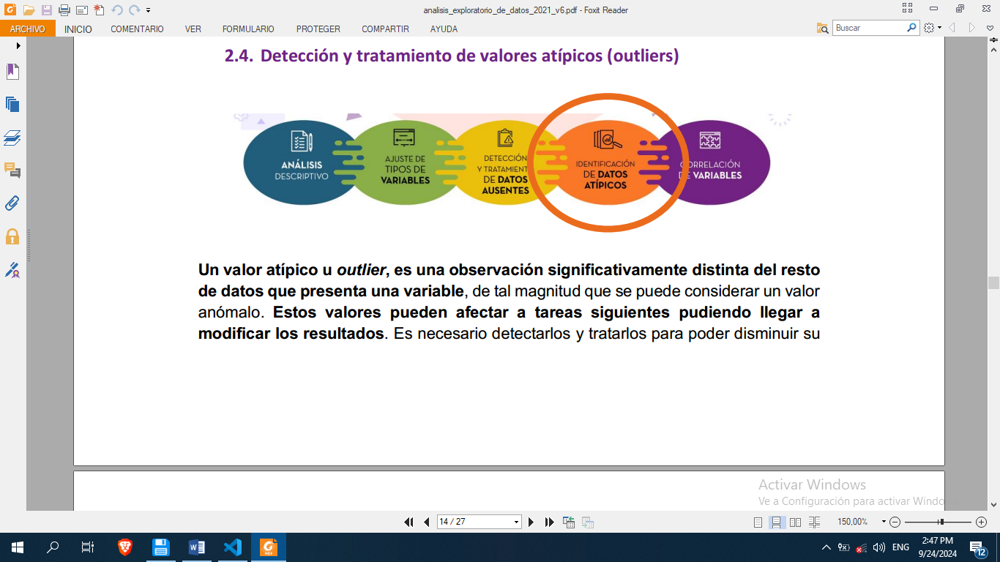 analisis_exploratorio_de_datos_2021_v6.pdf - Foxit Reader
ARCHIVO INICIO COMENTARIO VER FORMULARIO PROTEGER COMPARTIR AYUDA Buscar
2.4. Detección y tratamiento de valores atípicos (outliers)
ANÁLISIS
DESCRIPTIVO
AJUSTE DE
TIPOS DE
VARIABLES
DETECCIÓN
Y TRATAMIENT
DE DATOS
AUSENTES
IDENTIFICACIÓN
DE DATOS
ATÍPICOS
CORRELACIÓN
DE VARIABLES
Un valor atípico u outlier, es una observación significativamente distinta del resto
de datos que presenta una variable, de tal magnitud que se puede considerar un valor
anómalo. Estos valores pueden afectar a tareas siguientes pudiendo llegar a
modificar los resultados. Es necesario detectarlos y tratarlos para poder disminuir su
Activar Windows
Ve a Configuración para activar Windows
14 / 27
150,00%
ENG
2:47 PM
9/24/2024
12